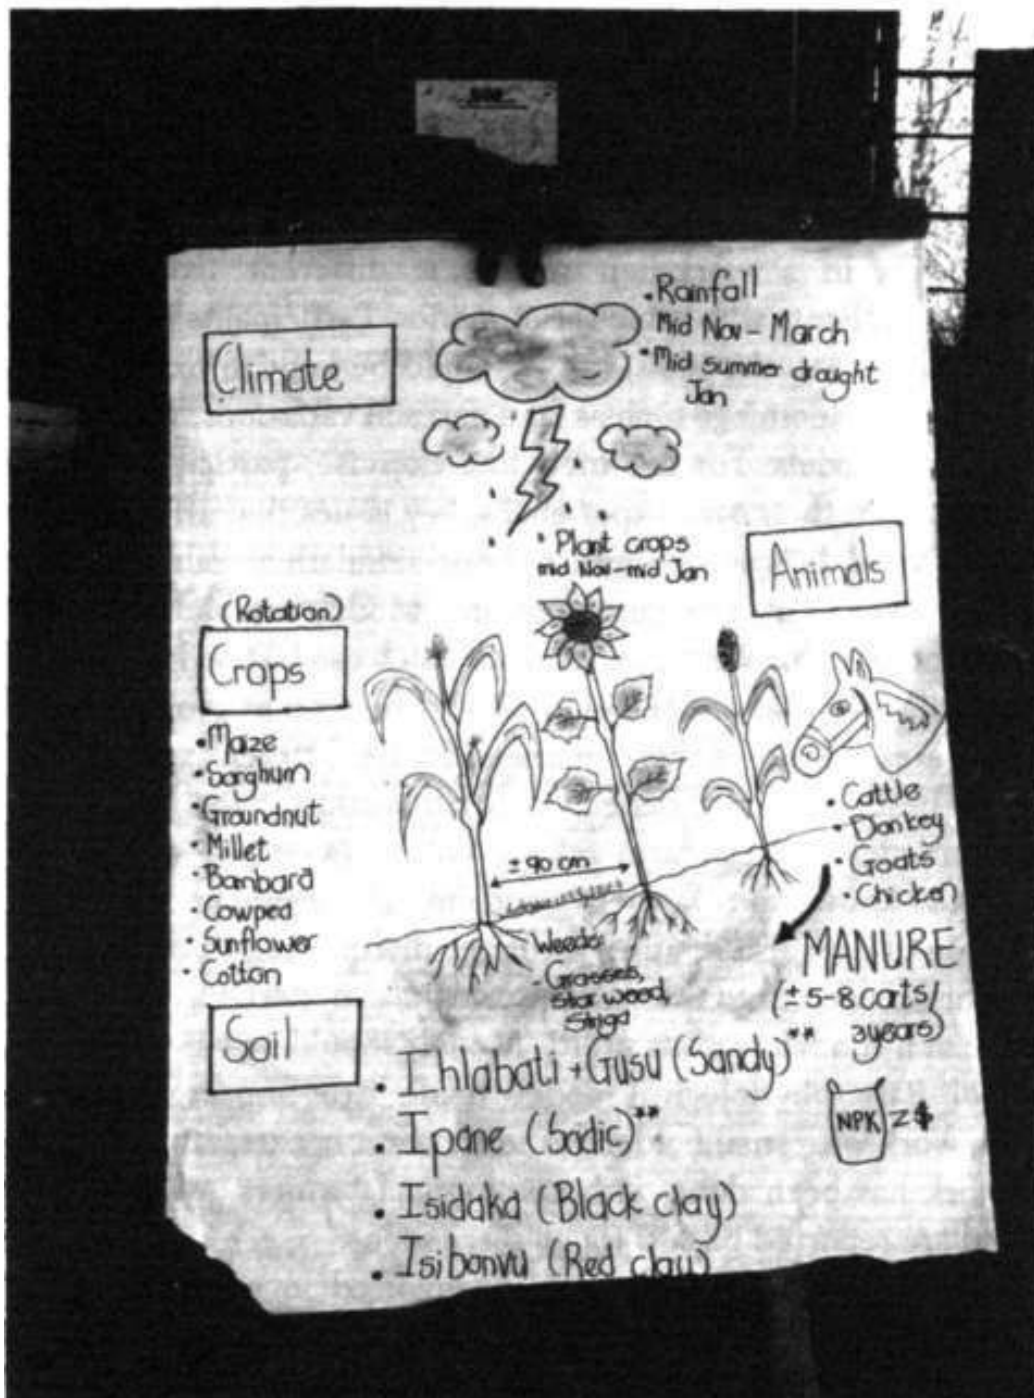 Climate
• Rainfall
Mid Nov - March
• Mid summer drought
Jan
Plant crops
mid Nov-mid Jan
Animals
(Rotation)
Crops
• Maize
• Sorghum
• Groundnut
• Millet
• Bambara
• Cowpea
• Sunflower
• Cotton
± 90 cm
Weeds:
- Grasses,
Star weed,
Striga
• Cattle
• Donkey
• Goats
• Chicken
MANURE
(± 5-8 carts/
3 years)
NPK Z$
Soil
• Ihlabati + Gusu (Sandy)**
• Ipane (Sodic)**
• Isidaka (Black clay)
• Isibonvu (Red clay)